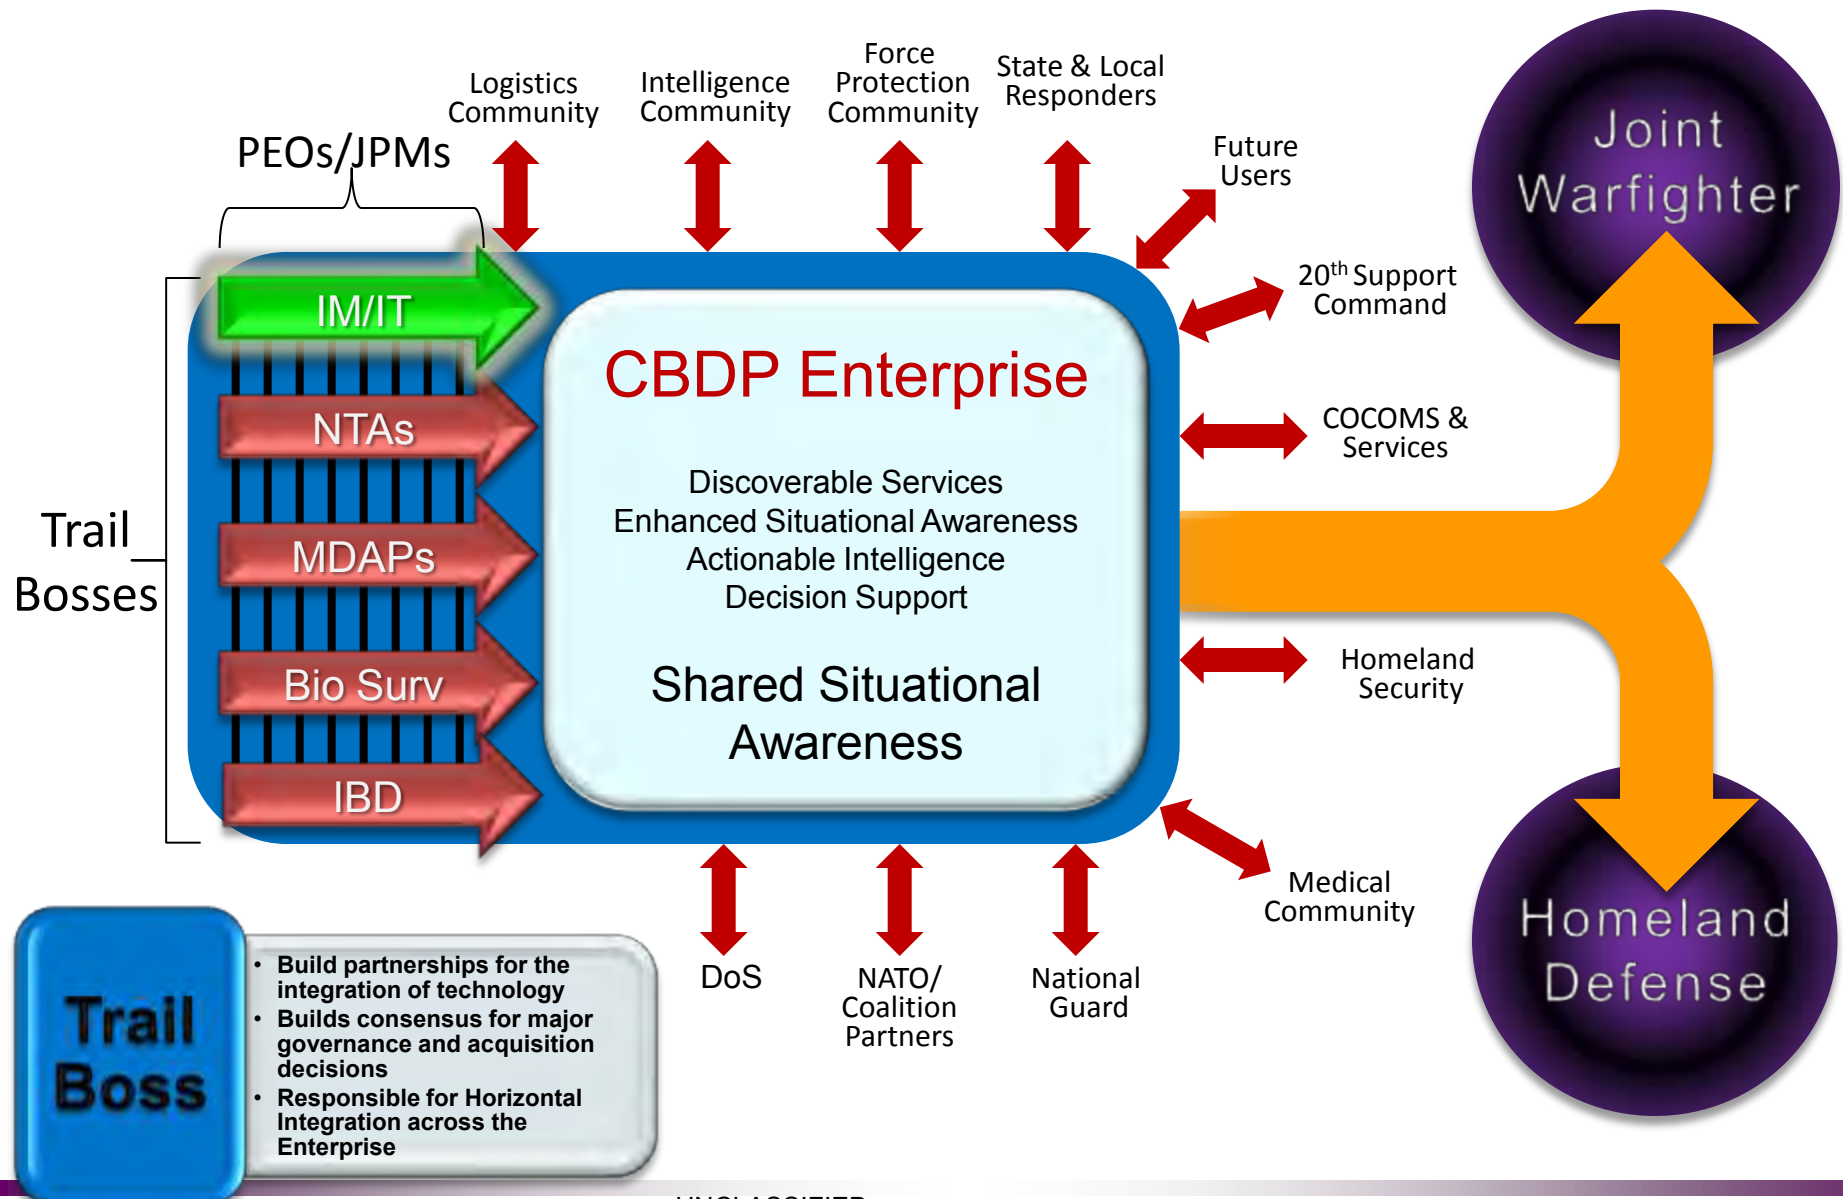 Logistics
Community
Intelligence
Community
Force
Protection
Community
State & Local
Responders
Future
Users
20th Support
Command
COCOMS &
Services
Homeland
Security
Medical
Community
DoS
NATO/
Coalition
Partners
National
Guard
PEOs/JPMs
Trail
Bosses
IM/IT
NTAs
MDAPs
Bio Surv
IBD
CBDP Enterprise
Discoverable Services
Enhanced Situational Awareness
Actionable Intelligence
Decision Support
Shared Situational
Awareness
Joint
Warfighter
Homeland
Defense
Trail
Boss
• Build partnerships for the
integration of technology
• Builds consensus for major
governance and acquisition
decisions
• Responsible for Horizontal
Integration across the
Enterprise
UNCLASSIFIED